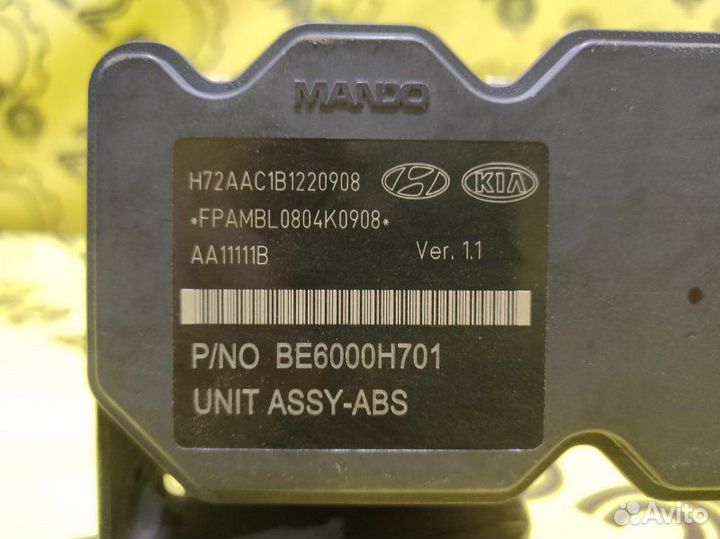 MANDO
H72AAC1B1220908
KIA
*FPAMBL0804K0908*
AA11111B Ver. 1.1
P/NO BE6000H701
UNIT ASSY-ABS
Avito